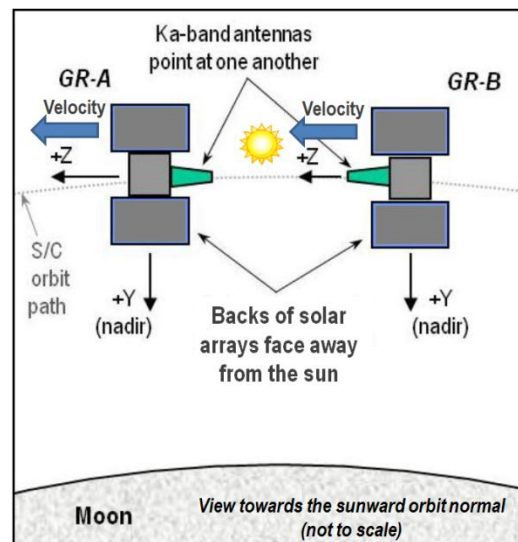 Ka-band antennas
point at one another
GR-A
GR-B
Velocity
Velocity
+Z
+Z
S/C
orbit
path
+Y
(nadir)
+Y
(nadir)
Backs of solar
arrays face away
from the sun
Moon
View towards the sunward orbit normal
(not to scale)